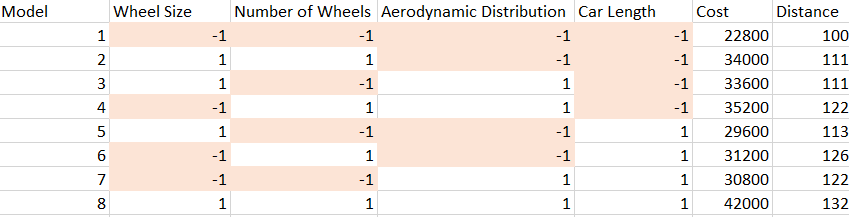 Model Wheel Size Number of Wheels Aerodynamic Distribution Car Length Cost Distance
1 -1 -1 -1 -1 22800 100
2 1 1 -1 -1 34000 111
3 1 -1 1 -1 33600 111
4 -1 1 1 -1 35200 122
5 1 -1 -1 1 29600 113
6 -1 1 -1 1 31200 126
7 -1 -1 1 1 30800 122
8 1 1 1 1 42000 132